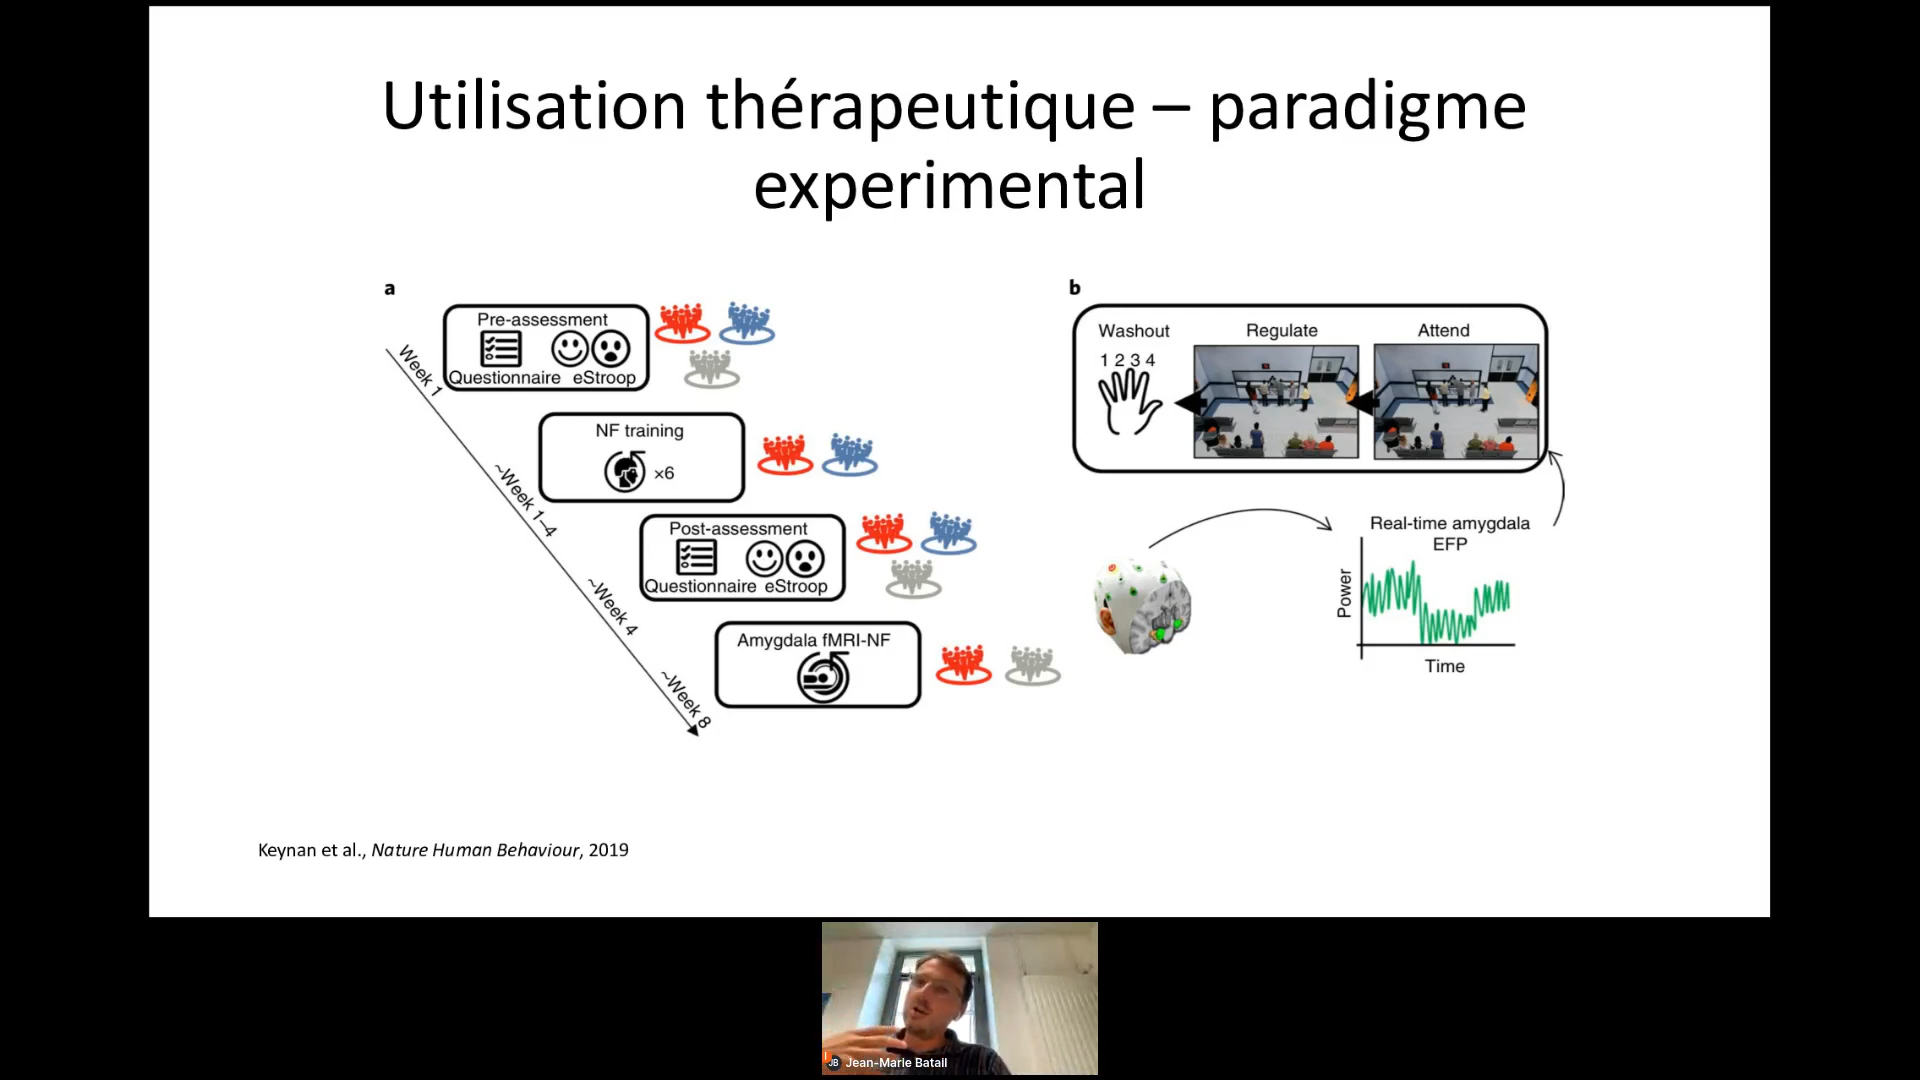 Utilisation thérapeutique – paradigme
experimental
a
Pre-assessment
Questionnaire eStroop
Week 1
NF training
×6
~Week 1–4
Post-assessment
Questionnaire eStroop
~Week 4
Amygdala fMRI-NF
~Week 8
b
Washout
Regulate
Attend
1 2 3 4
Real-time amygdala
EFP
Power
Time
Keynan et al., Nature Human Behaviour, 2019
JB
Jean-Marie Batail